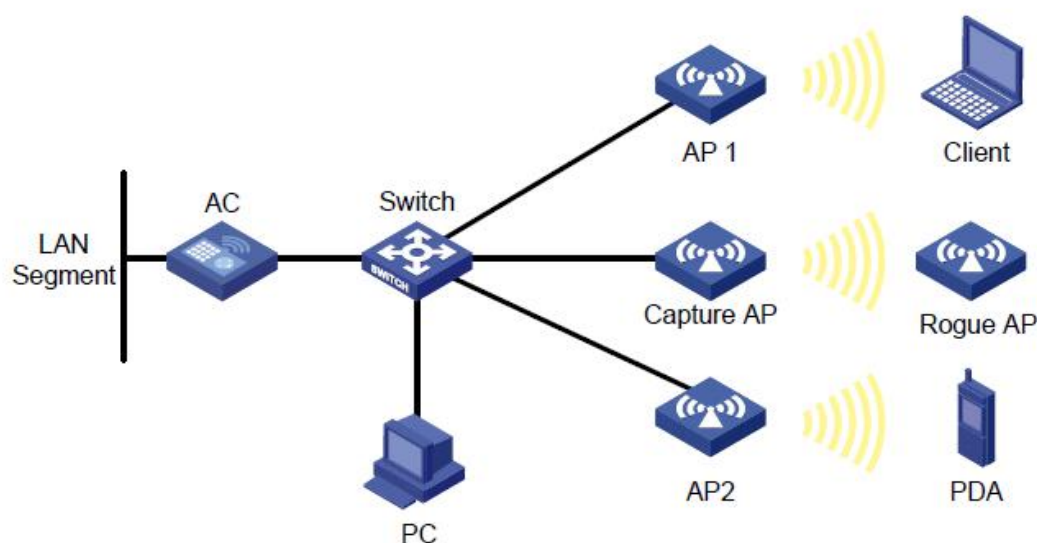 AP 1
Client
AC
Switch
LAN
Segment
SWITCH
Capture AP
Rogue AP
AP2
PDA
PC